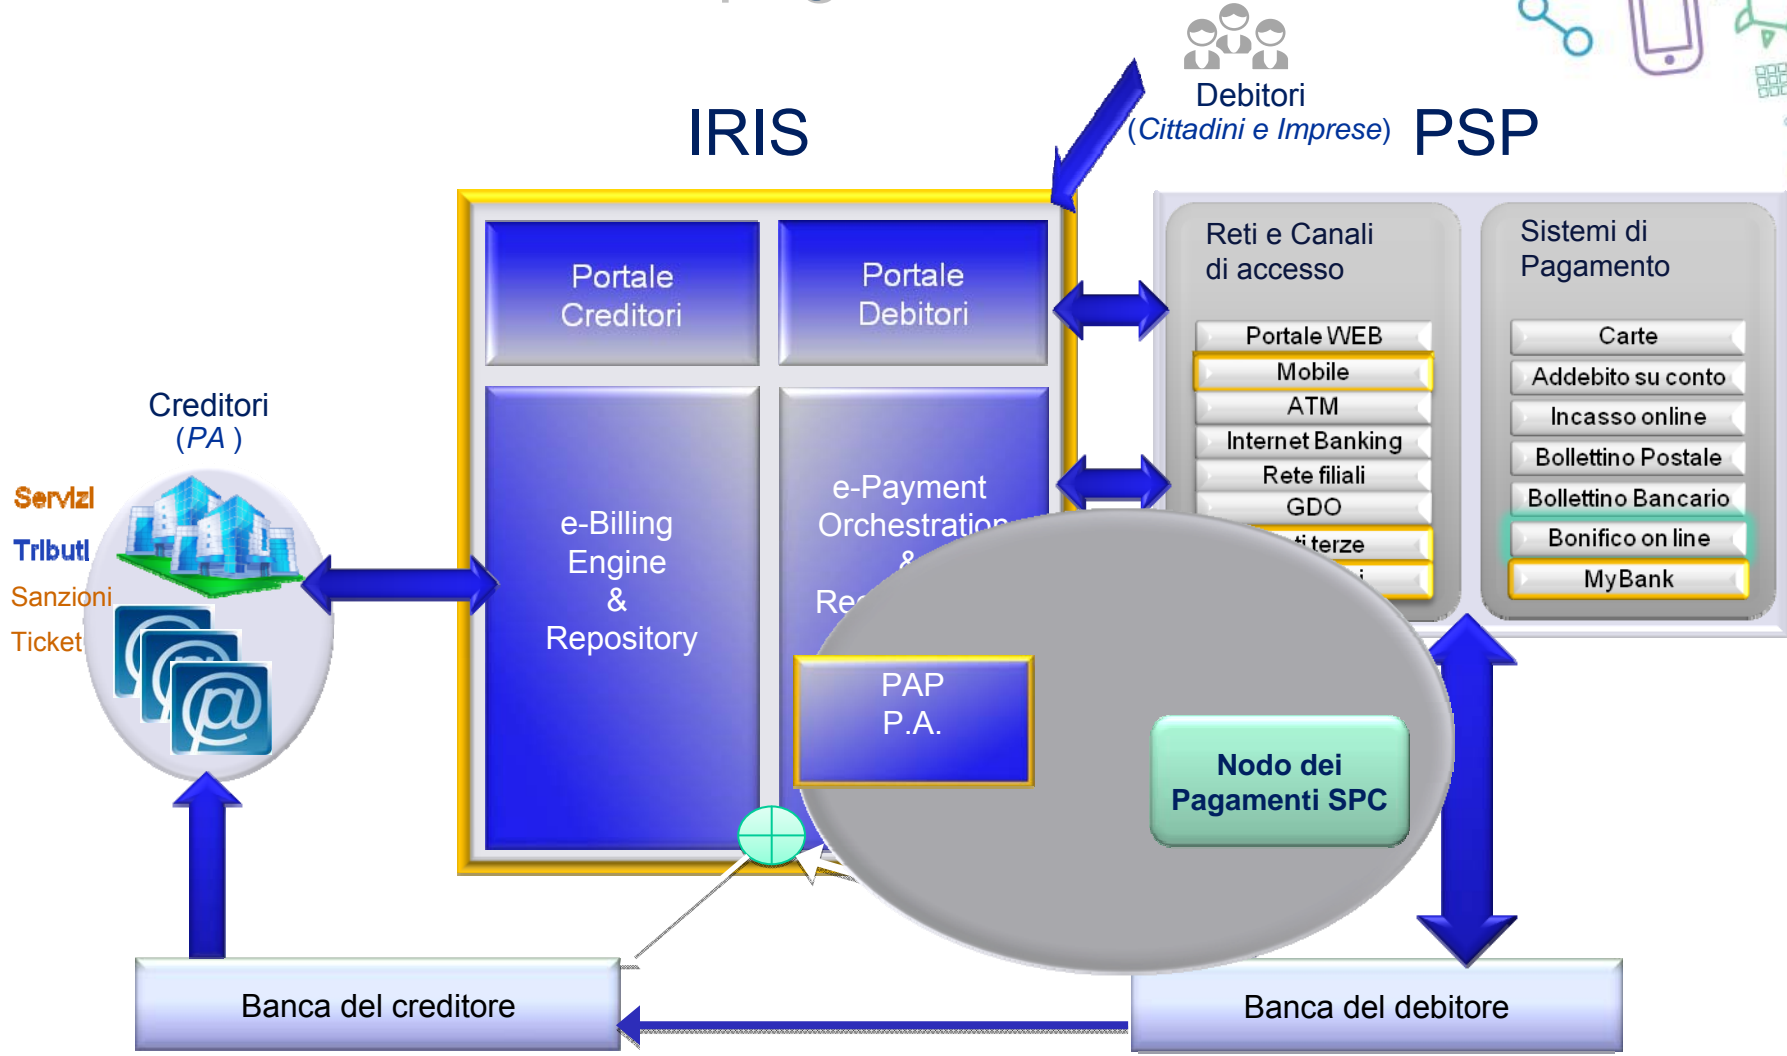 Debitori
(Cittadini e Imprese)
IRIS
PSP
Portale
Creditori
Portale
Debitori
Reti e Canali
di accesso
Portale WEB
Mobile
ATM
Internet Banking
Rete filiali
GDO
terze
Sistemi di
Pagamento
Carte
Addebito su conto
Incasso online
Bollettino Postale
Bollettino Bancario
Bonifico on line
MyBank
Creditori
(PA )
Servizi
Tributi
Sanzioni
Ticket
e-Billing
Engine
&
Repository
e-Payment
Orchestration
&
PAP
P.A.
Nodo dei
Pagamenti SPC
Banca del creditore
Banca del debitore